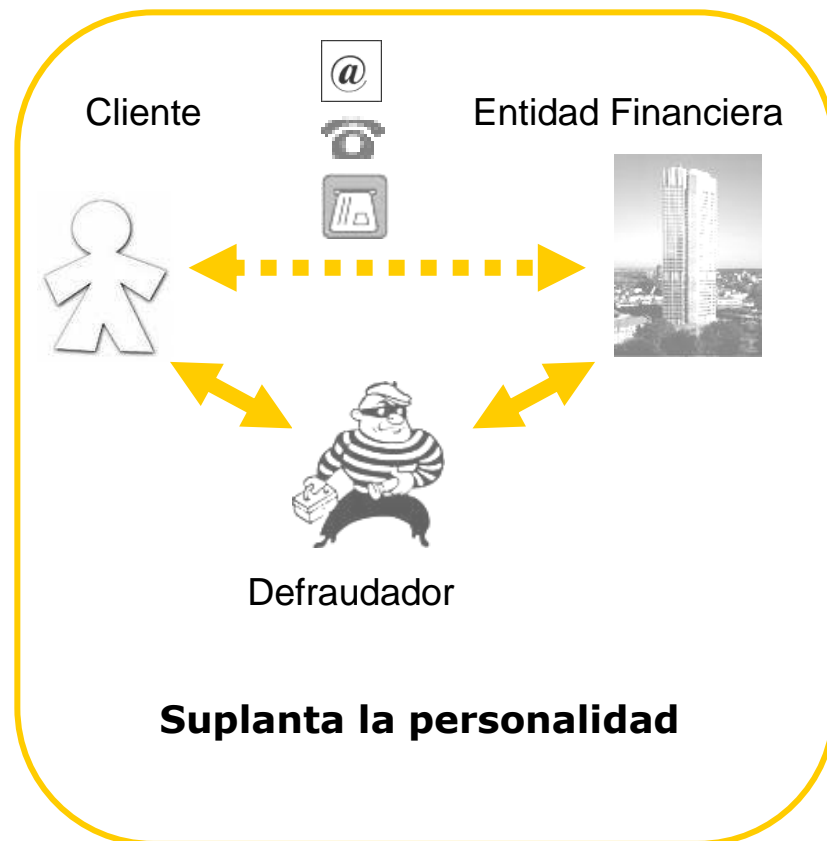 @
Cliente
Entidad Financiera
Defraudador
Suplanta la personalidad